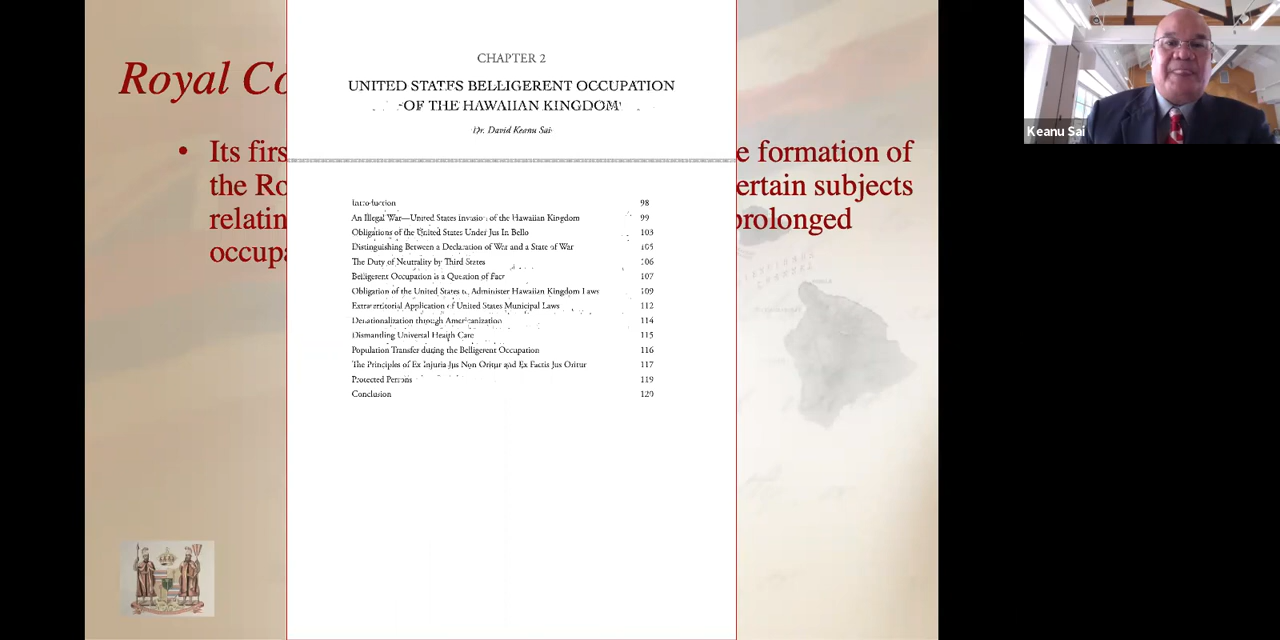 Royal Co
CHAPTER 2
UNITED STATES BELLIGERENT OCCUPATION
OF THE HAWAIIAN KINGDOM
Dr. David Keanu Sai
• Its firs
e formation of
the Ro
ertain subjects
relatin
prolonged
occupa
Introduction 98
An Illegal War—United States Invasion of the Hawaiian Kingdom 99
Obligations of the United States Under Jus In Bello 103
Distinguishing Between a Declaration of War and a State of War 105
The Duty of Neutrality by Third States 106
Belligerent Occupation is a Question of Fact 107
Obligation of the United States to Administer Hawaiian Kingdom Laws 109
Extraterritorial Application of United States Municipal Laws 112
Denationalization through Americanization 114
Dismantling Universal Health Care 115
Population Transfer during the Belligerent Occupation 116
The Principles of Ex Injuria Jus Non Oritur and Ex Factis Jus Oritur 117
Protected Persons 119
Conclusion 120
Keanu Sai